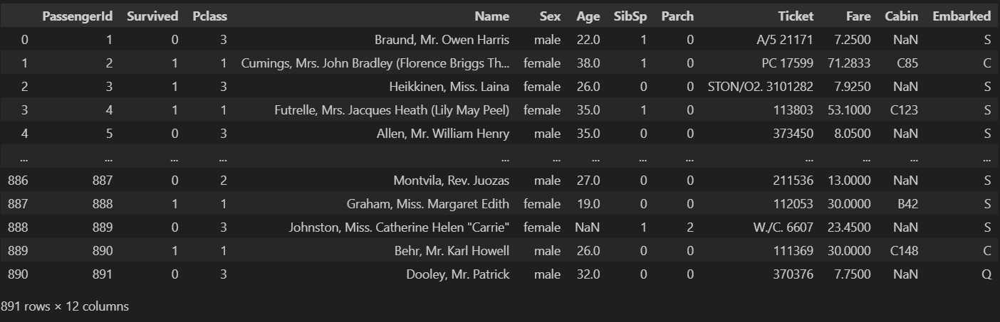 PassengerId Survived Pclass Name Sex Age SibSp Parch Ticket Fare Cabin Embarked
0 1 0 3 Braund, Mr. Owen Harris male 22.0 1 0 A/5 21171 7.2500 NaN S
1 2 1 1 Cumings, Mrs. John Bradley (Florence Briggs Th... female 38.0 1 0 PC 17599 71.2833 C85 C
2 3 1 3 Heikkinen, Miss. Laina female 26.0 0 0 STON/O2. 3101282 7.9250 NaN S
3 4 1 1 Futrelle, Mrs. Jacques Heath (Lily May Peel) female 35.0 1 0 113803 53.1000 C123 S
4 5 0 3 Allen, Mr. William Henry male 35.0 0 0 373450 8.0500 NaN S
... ... ... ... ... ... ... ... ... ... ... ... ...
886 887 0 2 Montvila, Rev. Juozas male 27.0 0 0 211536 13.0000 NaN S
887 888 1 1 Graham, Miss. Margaret Edith female 19.0 0 0 112053 30.0000 B42 S
888 889 0 3 Johnston, Miss. Catherine Helen "Carrie" female NaN 1 2 W./C. 6607 23.4500 NaN S
889 890 1 1 Behr, Mr. Karl Howell male 26.0 0 0 111369 30.0000 C148 C
890 891 0 3 Dooley, Mr. Patrick male 32.0 0 0 370376 7.7500 NaN Q
891 rows × 12 columns